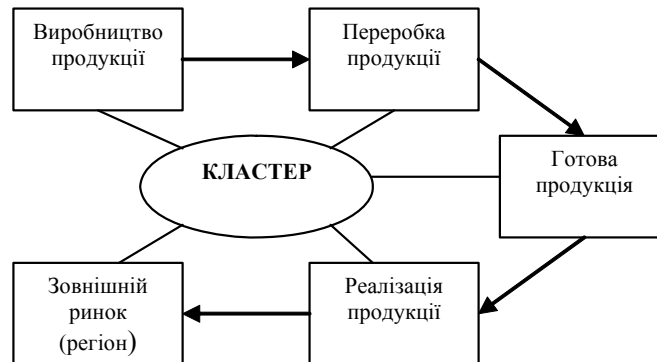 Виробництво
продукції
Переробка
продукції
КЛАСТЕР
Готова
продукція
Зовнішній
ринок
(регіон)
Реалізація
продукції